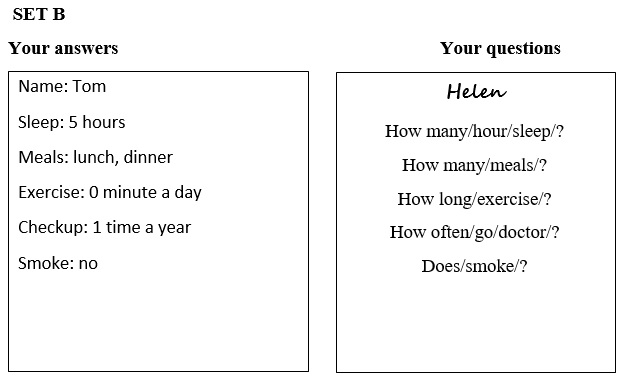 SET B
Your answers
Name: Tom
Sleep: 5 hours
Meals: lunch, dinner
Exercise: 0 minute a day
Checkup: 1 time a year
Smoke: no
Your questions
Helen
How many/hour/sleep/?
How many/meals/?
How long/exercise/?
How often/go/doctor/?
Does/smoke/?